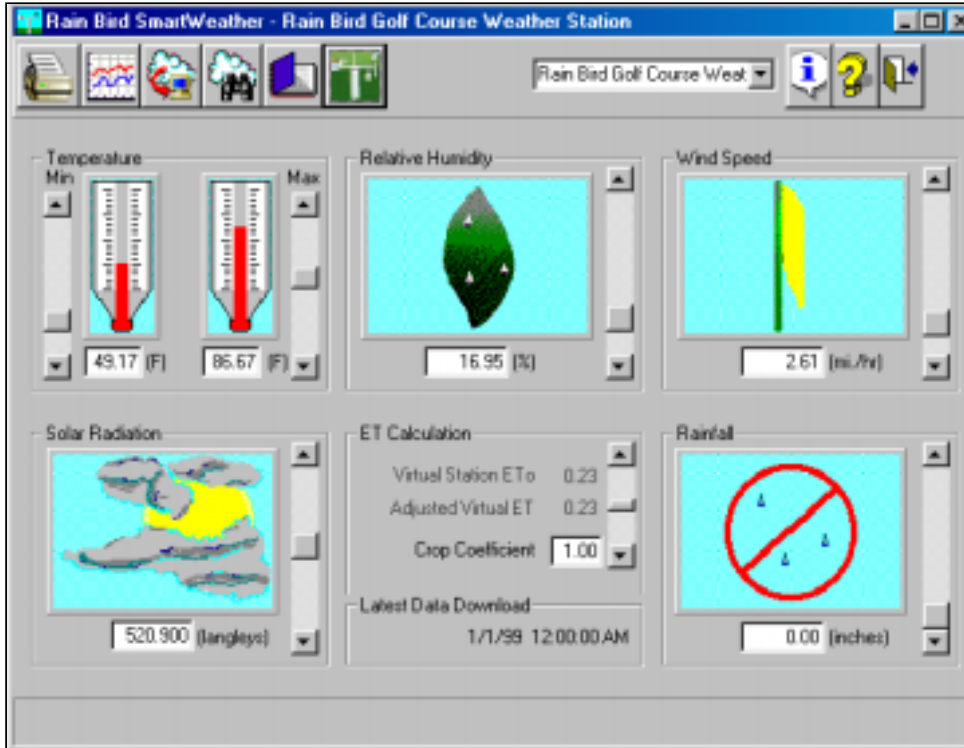 Rain Bird SmartWeather - Rain Bird Golf Course Weather Station
Rain Bird Golf Course Weat
Temperature
Min
Max
49.17 (F)
86.67 (F)
Relative Humidity
16.95 (%)
Wind Speed
2.61 (mi./hr)
Solar Radiation
520.900 (langleys)
ET Calculation
Virtual Station ETo 0.23
Adjusted Virtual ET 0.23
Crop Coefficient 1.00
Latest Data Download
1/1/99 12:00:00 AM
Rainfall
0.00 (inches)